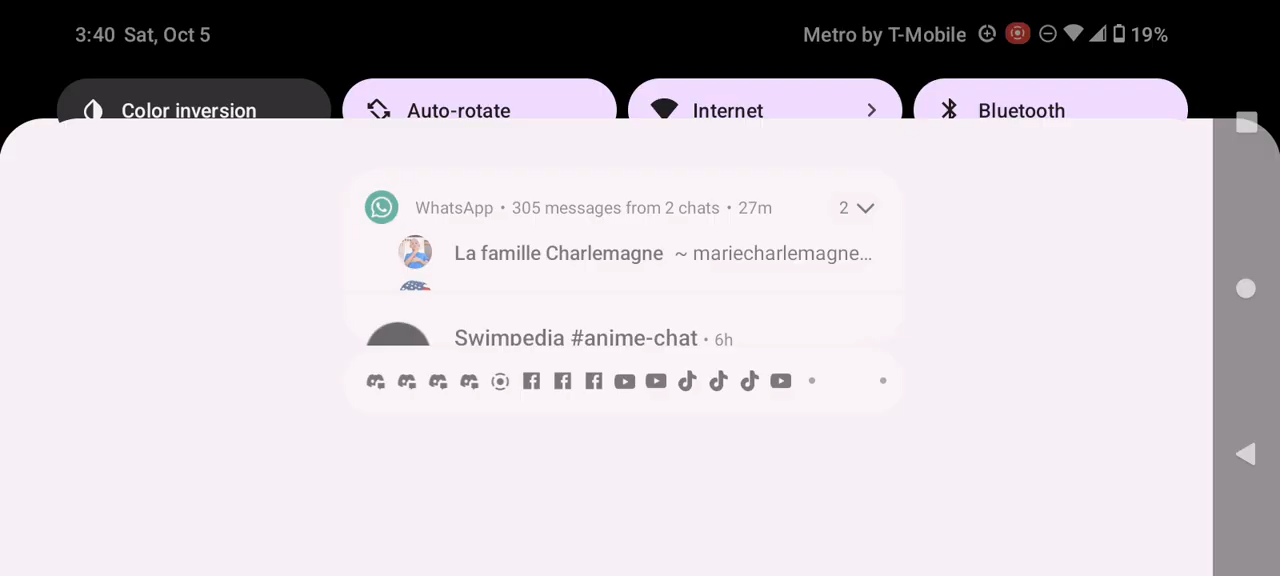 3:40 Sat, Oct 5
Metro by T-Mobile 19%
Color inversion
Auto-rotate
Internet
Bluetooth
WhatsApp • 305 messages from 2 chats • 27m
2
La famille Charlemagne ~ mariecharlemagne...
Swimpedia #anime-chat • 6h